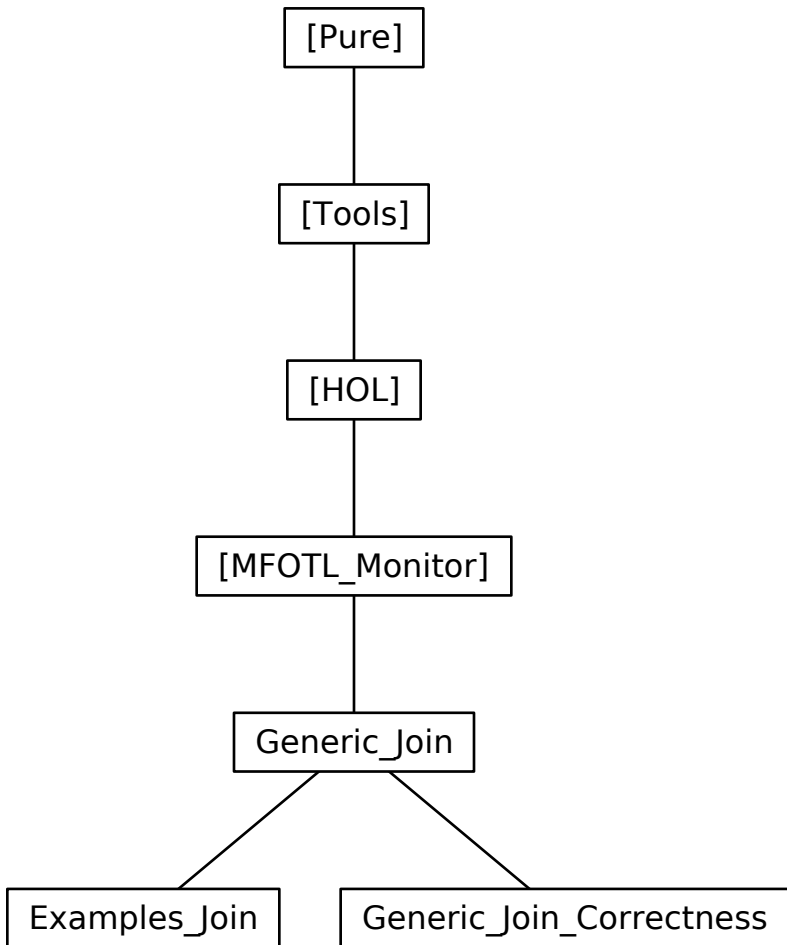 [Pure]
[Tools]
[HOL]
[MFOTL_Monitor]
Generic_Join
Examples_Join
Generic_Join_Correctness